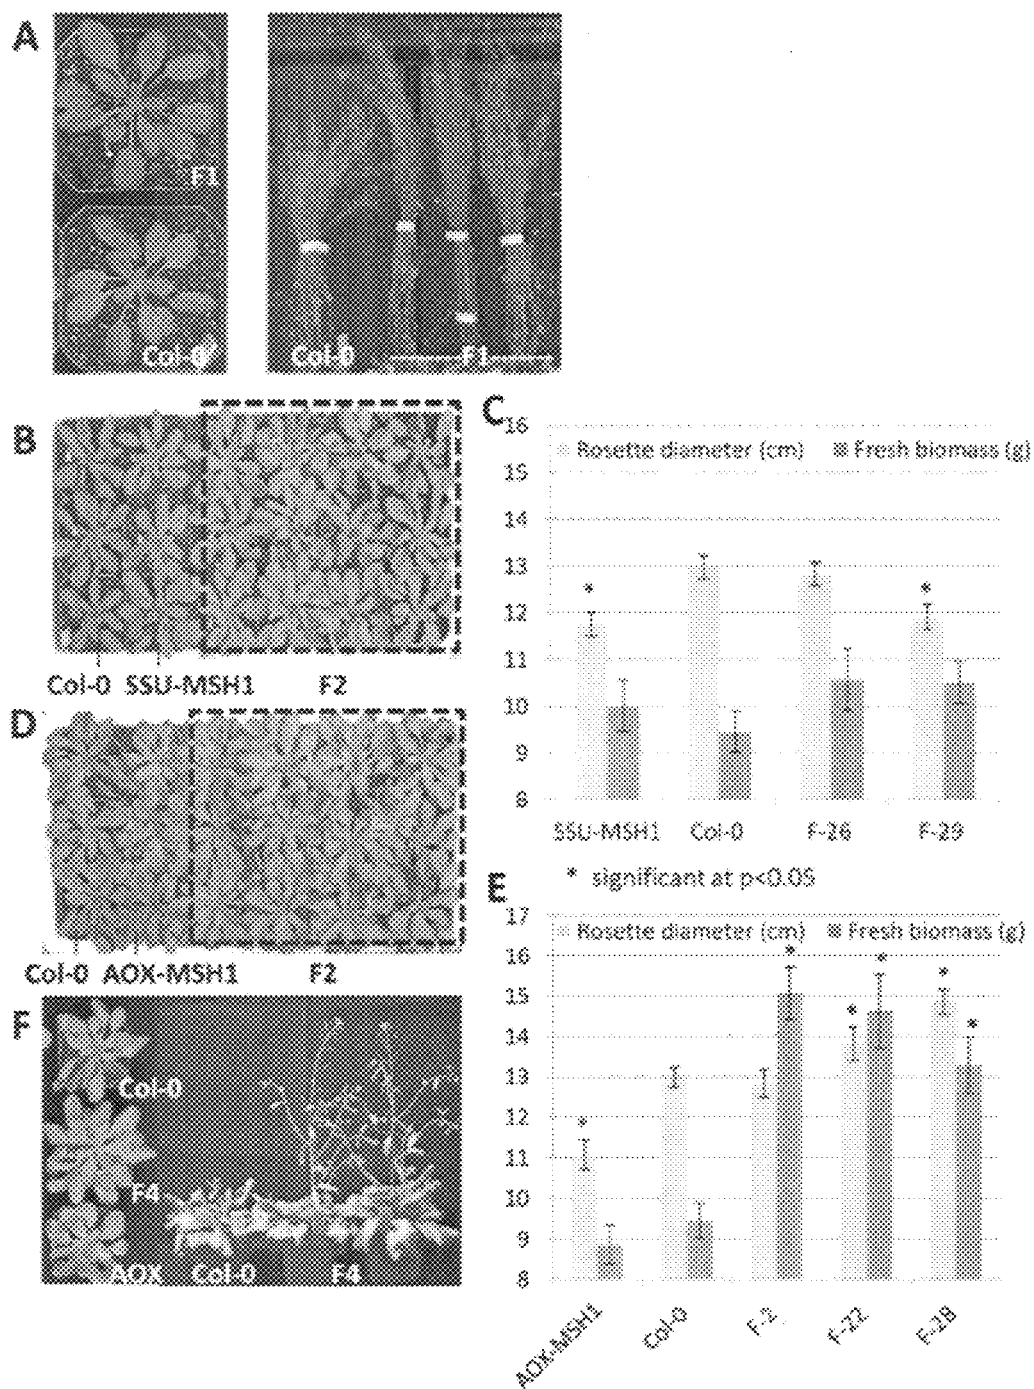 A
F1
Col-0
Col-0
F1
B
Col-0 SSU-MSH1 F2
C
16
Rosette diameter (cm) Fresh biomass (g)
15
14
13
12
11
10
9
8
*
*
SSU-MSH1 Col-0 F-26 F-29
* significant at p<0.05
D
Col-0 AOX-MSH1 F2
E
17
Rosette diameter (cm) Fresh biomass (g)
16
15
14
13
12
11
10
9
8
*
*
*
*
*
*
AOX-MSH1 Col-0 F-2 F-22 F-28
F
Col-0
F4
AOX
Col-0
F4